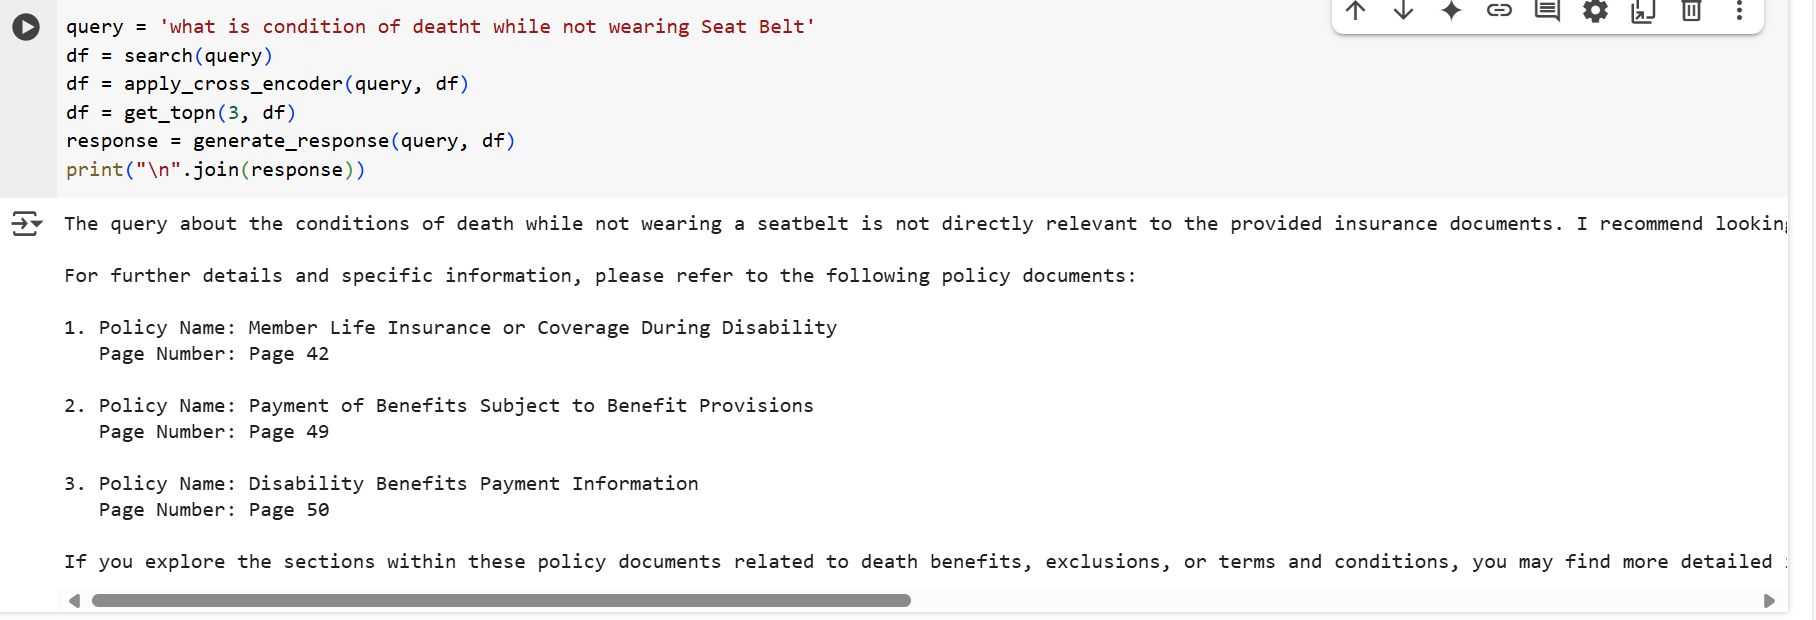 query = 'what is condition of deatht while not wearing Seat Belt'
df = search(query)
df = apply_cross_encoder(query, df)
df = get_topn(3, df)
response = generate_response(query, df)
print("\n".join(response))
The query about the conditions of death while not wearing a seatbelt is not directly relevant to the provided insurance documents. I recommend looking
For further details and specific information, please refer to the following policy documents:
1. Policy Name: Member Life Insurance or Coverage During Disability
Page Number: Page 42
2. Policy Name: Payment of Benefits Subject to Benefit Provisions
Page Number: Page 49
3. Policy Name: Disability Benefits Payment Information
Page Number: Page 50
If you explore the sections within these policy documents related to death benefits, exclusions, or terms and conditions, you may find more detailed